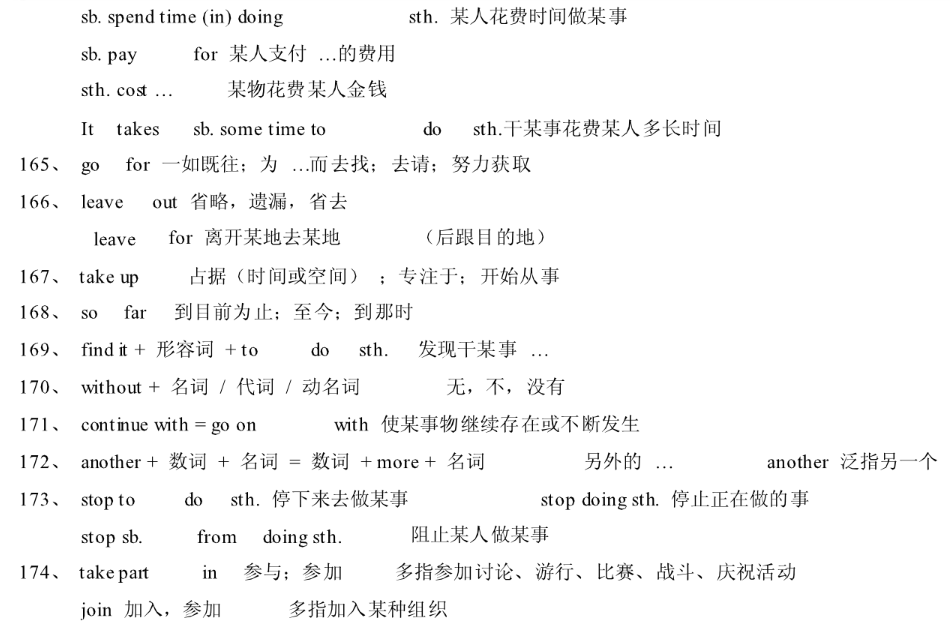 sb. spend time (in) doing sth. 某人花费时间做某事
sb. pay for 某人支付 …的费用
sth. cost … 某物花费某人金钱
It takes sb. some time to do sth.干某事花费某人多长时间
165、 go for 一如既往；为 …而去找；去请；努力获取
166、 leave out 省略，遗漏，省去
leave for 离开某地去某地 （后跟目的地）
167、 take up 占据（时间或空间） ；专注于；开始从事
168、 so far 到目前为止；至今；到那时
169、 find it + 形容词 + to do sth. 发现干某事 …
170、 without + 名词 / 代词 / 动名词 无，不，没有
171、 continue with = go on with 使某事物继续存在或不断发生
172、 another + 数词 + 名词 = 数词 + more + 名词 另外的 … another 泛指另一个
173、 stop to do sth. 停下来去做某事 stop doing sth. 停止正在做的事
stop sb. from doing sth. 阻止某人做某事
174、 take part in 参与；参加 多指参加讨论、游行、比赛、战斗、庆祝活动
join 加入，参加 多指加入某种组织